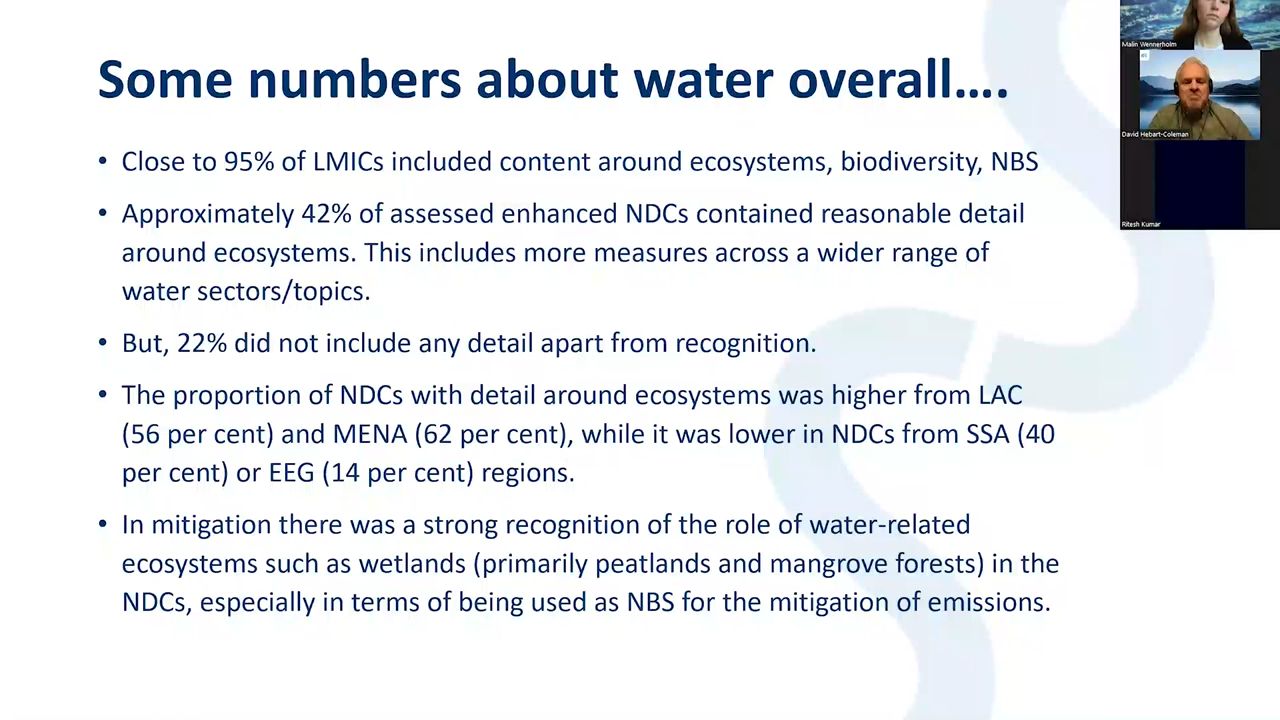 Some numbers about water overall....
• Close to 95% of LMICs included content around ecosystems, biodiversity, NBS
• Approximately 42% of assessed enhanced NDCs contained reasonable detail
around ecosystems. This includes more measures across a wider range of
water sectors/topics.
• But, 22% did not include any detail apart from recognition.
• The proportion of NDCs with detail around ecosystems was higher from LAC
(56 per cent) and MENA (62 per cent), while it was lower in NDCs from SSA (40
per cent) or EEG (14 per cent) regions.
• In mitigation there was a strong recognition of the role of water-related
ecosystems such as wetlands (primarily peatlands and mangrove forests) in the
NDCs, especially in terms of being used as NBS for the mitigation of emissions.
Malin Wennerholm
David Hebart-Coleman
Ritesh Kumar